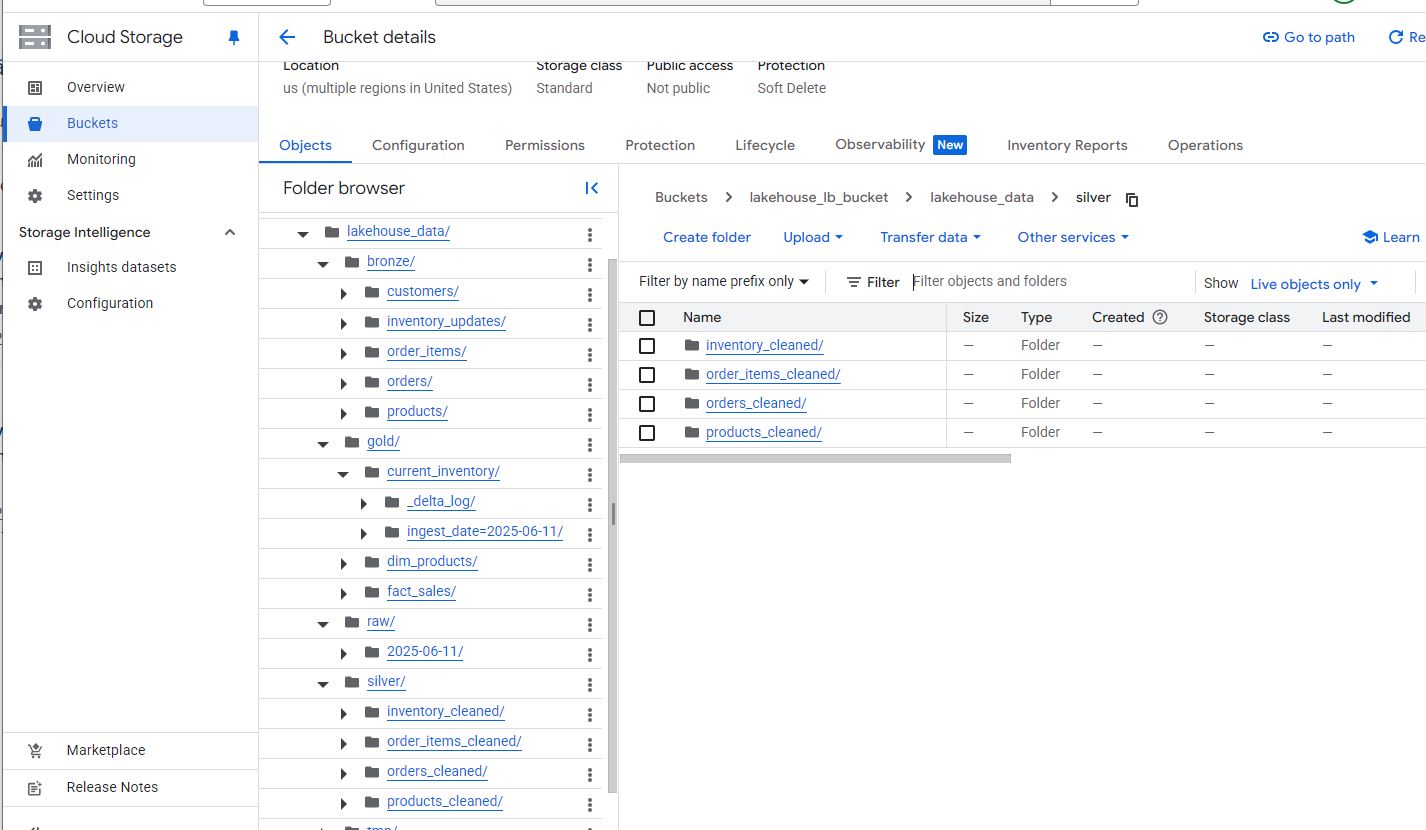 Cloud Storage
Overview
Buckets
Monitoring
Settings
Storage Intelligence
Insights datasets
Configuration
Marketplace
Release Notes
Bucket details
Go to path
Re
Location
Storage class
Public access
Protection
us (multiple regions in United States)
Standard
Not public
Soft Delete
Objects
Configuration
Permissions
Protection
Lifecycle
Observability New
Inventory Reports
Operations
Folder browser
lakehouse_data/
bronze/
customers/
inventory_updates/
order_items/
orders/
products/
gold/
current_inventory/
_delta_log/
ingest_date=2025-06-11/
dim_products/
fact_sales/
raw/
2025-06-11/
silver/
inventory_cleaned/
order_items_cleaned/
orders_cleaned/
products_cleaned/
Buckets > lakehouse_lb_bucket > lakehouse_data > silver
Create folder
Upload
Transfer data
Other services
Learn
Filter by name prefix only
Filter
Filter objects and folders
Show
Live objects only
Name Size Type Created Storage class Last modified
inventory_cleaned/ — Folder — — —
order_items_cleaned/ — Folder — — —
orders_cleaned/ — Folder — — —
products_cleaned/ — Folder — — —